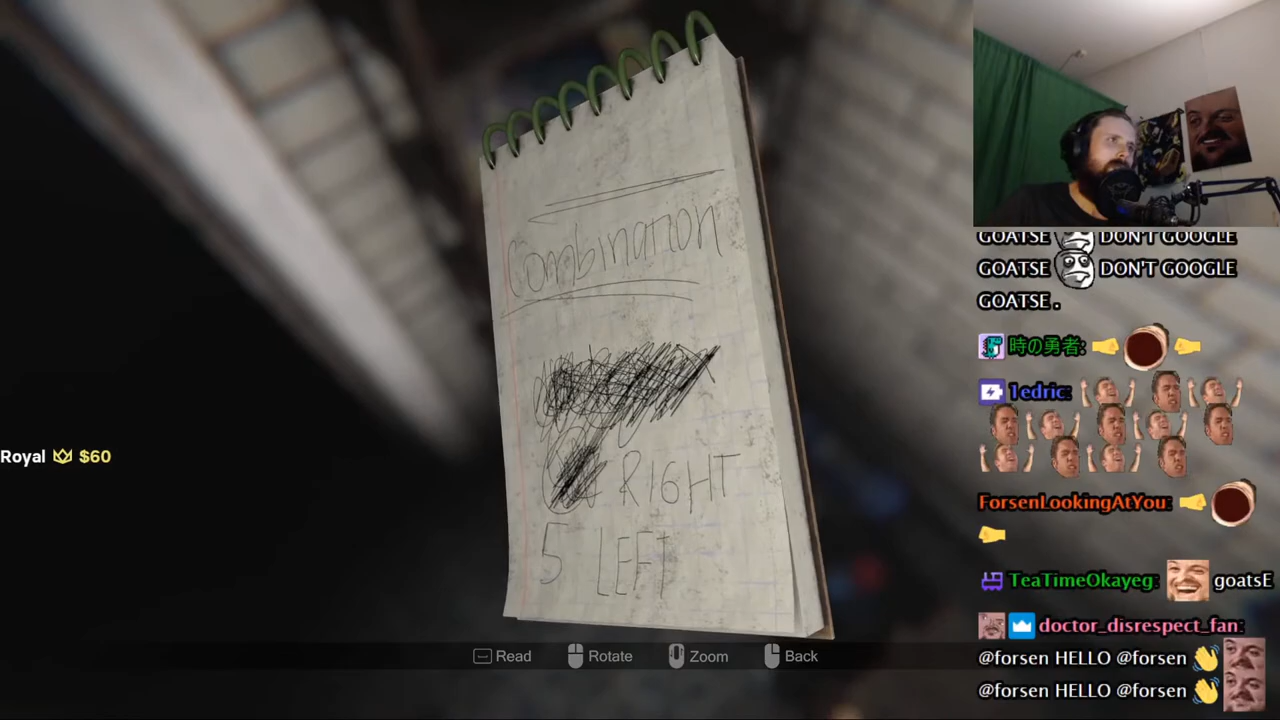 Combination
RIGHT
5 LEFT
Royal $60
Read
Rotate
Zoom
Back
GOATSE DON'T GOOGLE
GOATSE DON'T GOOGLE
GOATSE .
時の勇者:
1edric:
ForsenLookingAtYou:
TeaTimeOkayeg: goatsE
doctor_disrespect_fan:
@forsen HELLO @forsen
@forsen HELLO @forsen